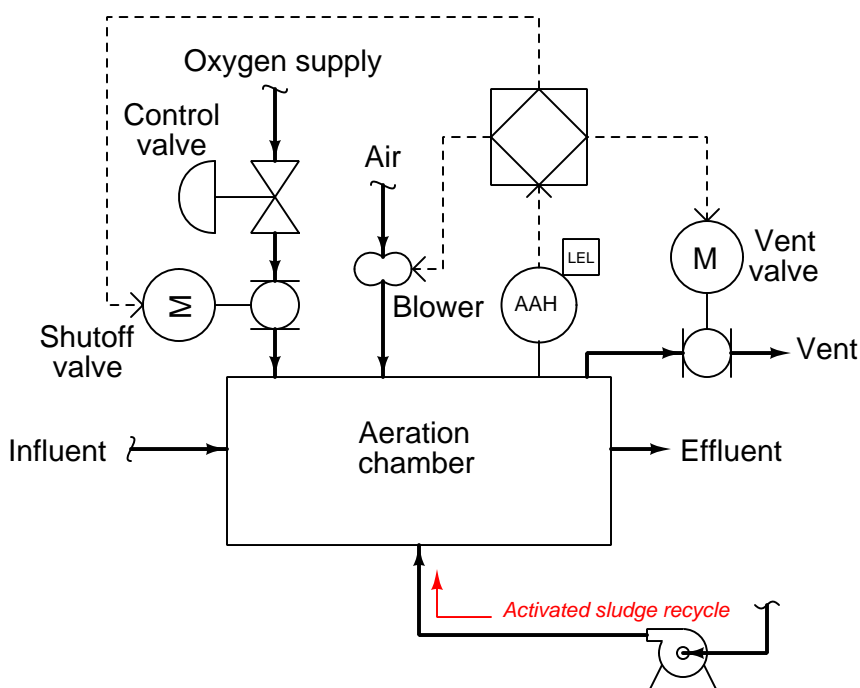 Oxygen supply
Control
valve
Air
LEL
AAH
M
Vent
valve
M
Blower
Shutoff
valve
Vent
Influent
Aeration
chamber
Effluent
Activated sludge recycle